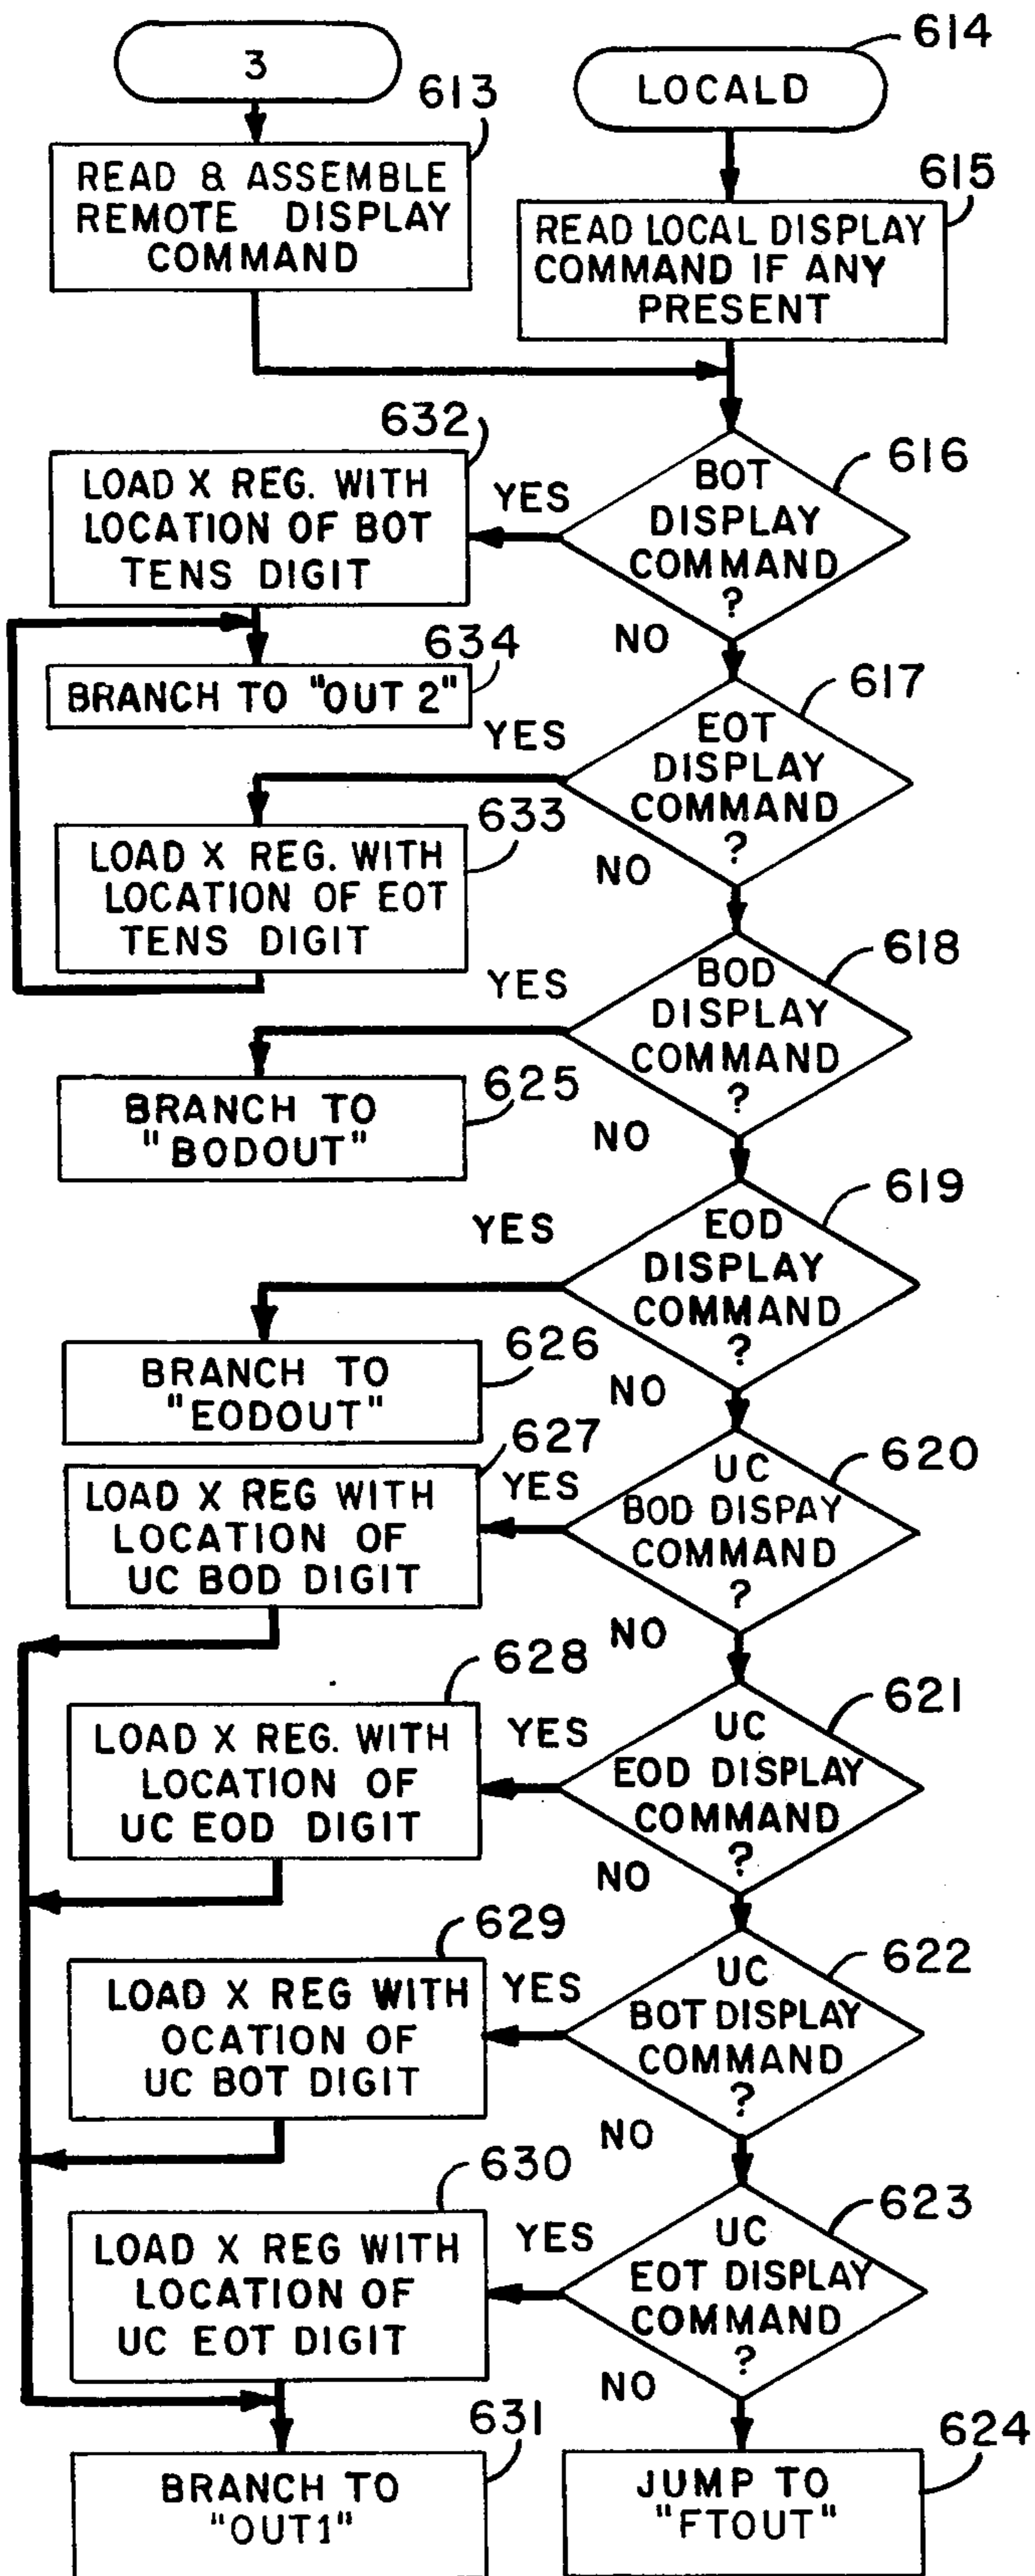 3
613
READ & ASSEMBLE
REMOTE DISPLAY
COMMAND
614
LOCALD
615
READ LOCAL DISPLAY
COMMAND IF ANY
PRESENT
632
LOAD X REG. WITH
LOCATION OF BOT
TENS DIGIT
YES
616
BOT
DISPLAY
COMMAND
?
NO
634
BRANCH TO "OUT 2"
YES
617
EOT
DISPLAY
COMMAND
?
NO
633
LOAD X REG. WITH
LOCATION OF EOT
TENS DIGIT
YES
618
BOD
DISPLAY
COMMAND
?
NO
625
BRANCH TO
"BODOUT"
YES
619
EOD
DISPLAY
COMMAND
?
NO
626
BRANCH TO
"EODOUT"
627
LOAD X REG WITH
LOCATION OF
UC BOD DIGIT
YES
620
UC
BOD DISPAY
COMMAND
?
NO
628
LOAD X REG. WITH
LOCATION OF
UC EOD DIGIT
YES
621
UC
EOD DISPLAY
COMMAND
?
NO
629
LOAD X REG WITH
OCATION OF
UC BOT DIGIT
YES
622
UC
BOT DISPLAY
COMMAND
?
NO
630
LOAD X REG WITH
LOCATION OF
UC EOT DIGIT
YES
623
UC
EOT DISPLAY
COMMAND
?
NO
631
BRANCH TO
"OUT1"
624
JUMP TO
"FTOUT"